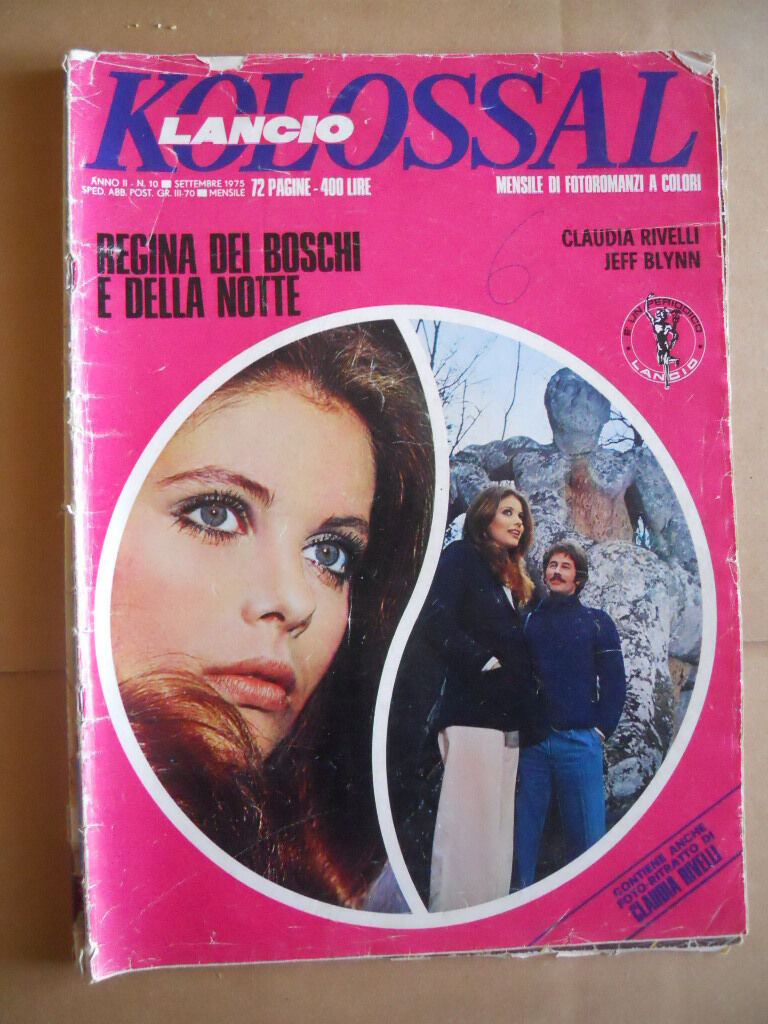 KOLOSSAL
LANCIO
ANNO II - N. 10 ■ SETTEMBRE 1975
SPED. ABB. POST. GR. III-70 ■ MENSILE
72 PAGINE - 400 LIRE
MENSILE DI FOTOROMANZI A COLORI
REGINA DEI BOSCHI
E DELLA NOTTE
6
CLAUDIA RIVELLI
JEFF BLYNN
È UN PERIODICO
LANCIO
CONTIENE ANCHE
FOTO RITRATTO DI
CLAUDIA RIVELLI